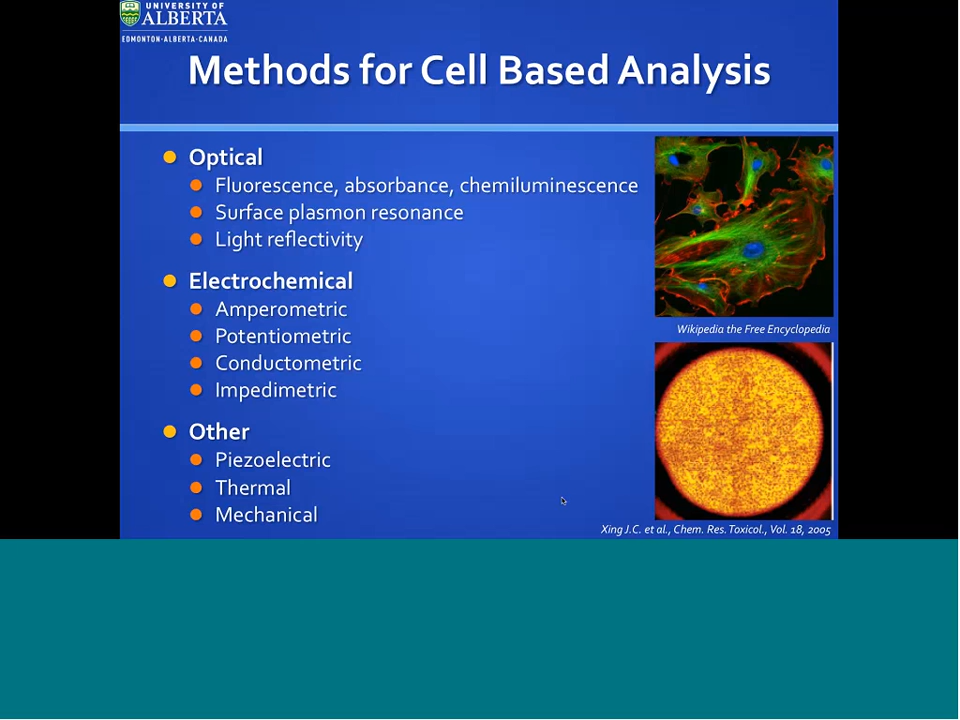 UNIVERSITY OF
ALBERTA
EDMONTON·ALBERTA·CANADA
Methods for Cell Based Analysis
Optical
Fluorescence, absorbance, chemiluminescence
Surface plasmon resonance
Light reflectivity
Electrochemical
Amperometric
Potentiometric
Conductometric
Impedimetric
Other
Piezoelectric
Thermal
Mechanical
Wikipedia the Free Encyclopedia
Xing J.C. et al., Chem. Res. Toxicol., Vol. 18, 2005